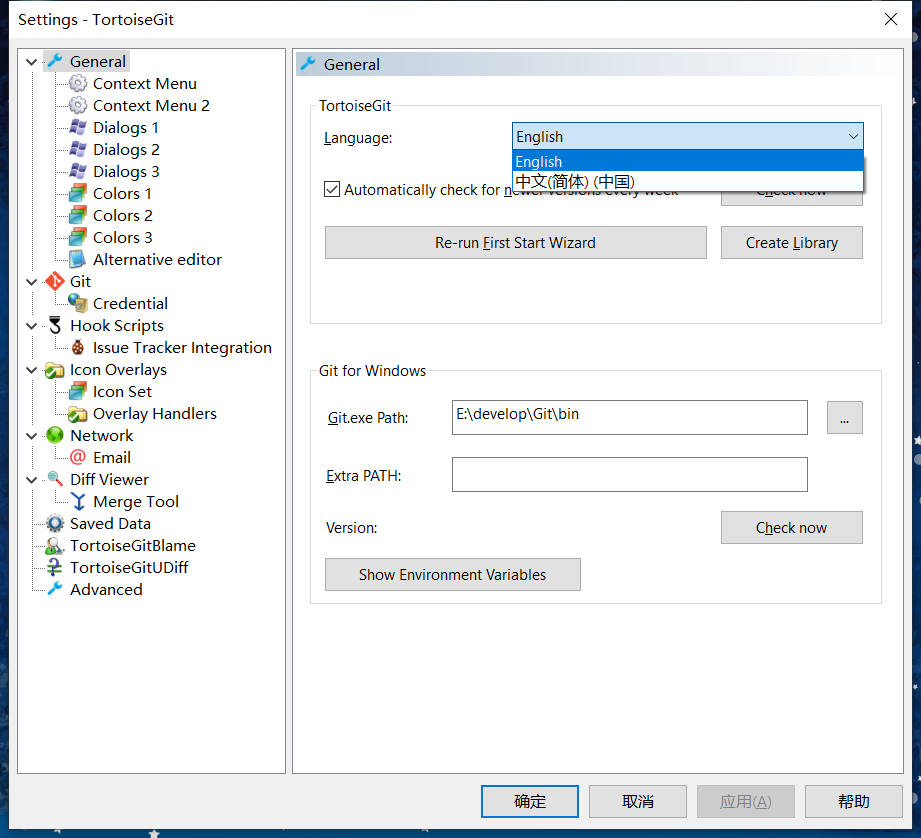 Settings - TortoiseGit
General
Context Menu
Context Menu 2
Dialogs 1
Dialogs 2
Dialogs 3
Colors 1
Colors 2
Colors 3
Alternative editor
Git
Credential
Hook Scripts
Issue Tracker Integration
Icon Overlays
Icon Set
Overlay Handlers
Network
Email
Diff Viewer
Merge Tool
Saved Data
TortoiseGitBlame
TortoiseGitUDiff
Advanced
General
TortoiseGit
Language:
English
English
中文(简体) (中国)
Automatically check for newer versions every week
Check now
Re-run First Start Wizard
Create Library
Git for Windows
Git.exe Path:
E:\develop\Git\bin
...
Extra PATH:
Version:
Check now
Show Environment Variables
确定
取消
应用(A)
帮助